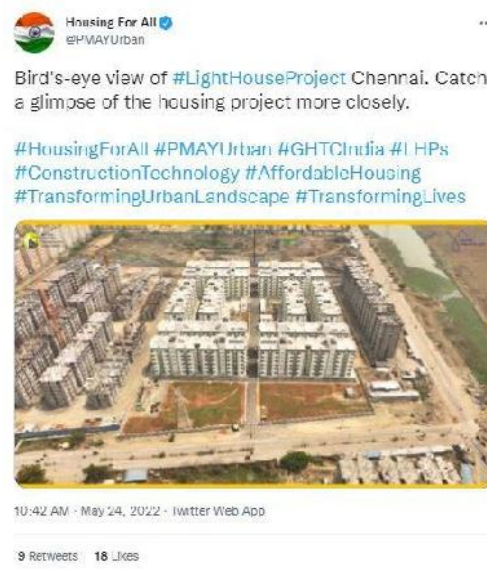 Housing For All
@PMAYUrban
Bird's-eye view of #LightHouseProject Chennai. Catch
a glimpse of the housing project more closely.
#HousingForAll #PMAYUrban #GHTCIndia #LHPs
#ConstructionTechnology #AffordableHousing
#TransformingUrbanLandscape #TransformingLives
10:42 AM · May 24, 2022 · Twitter Web App
9 Retweets 18 Likes